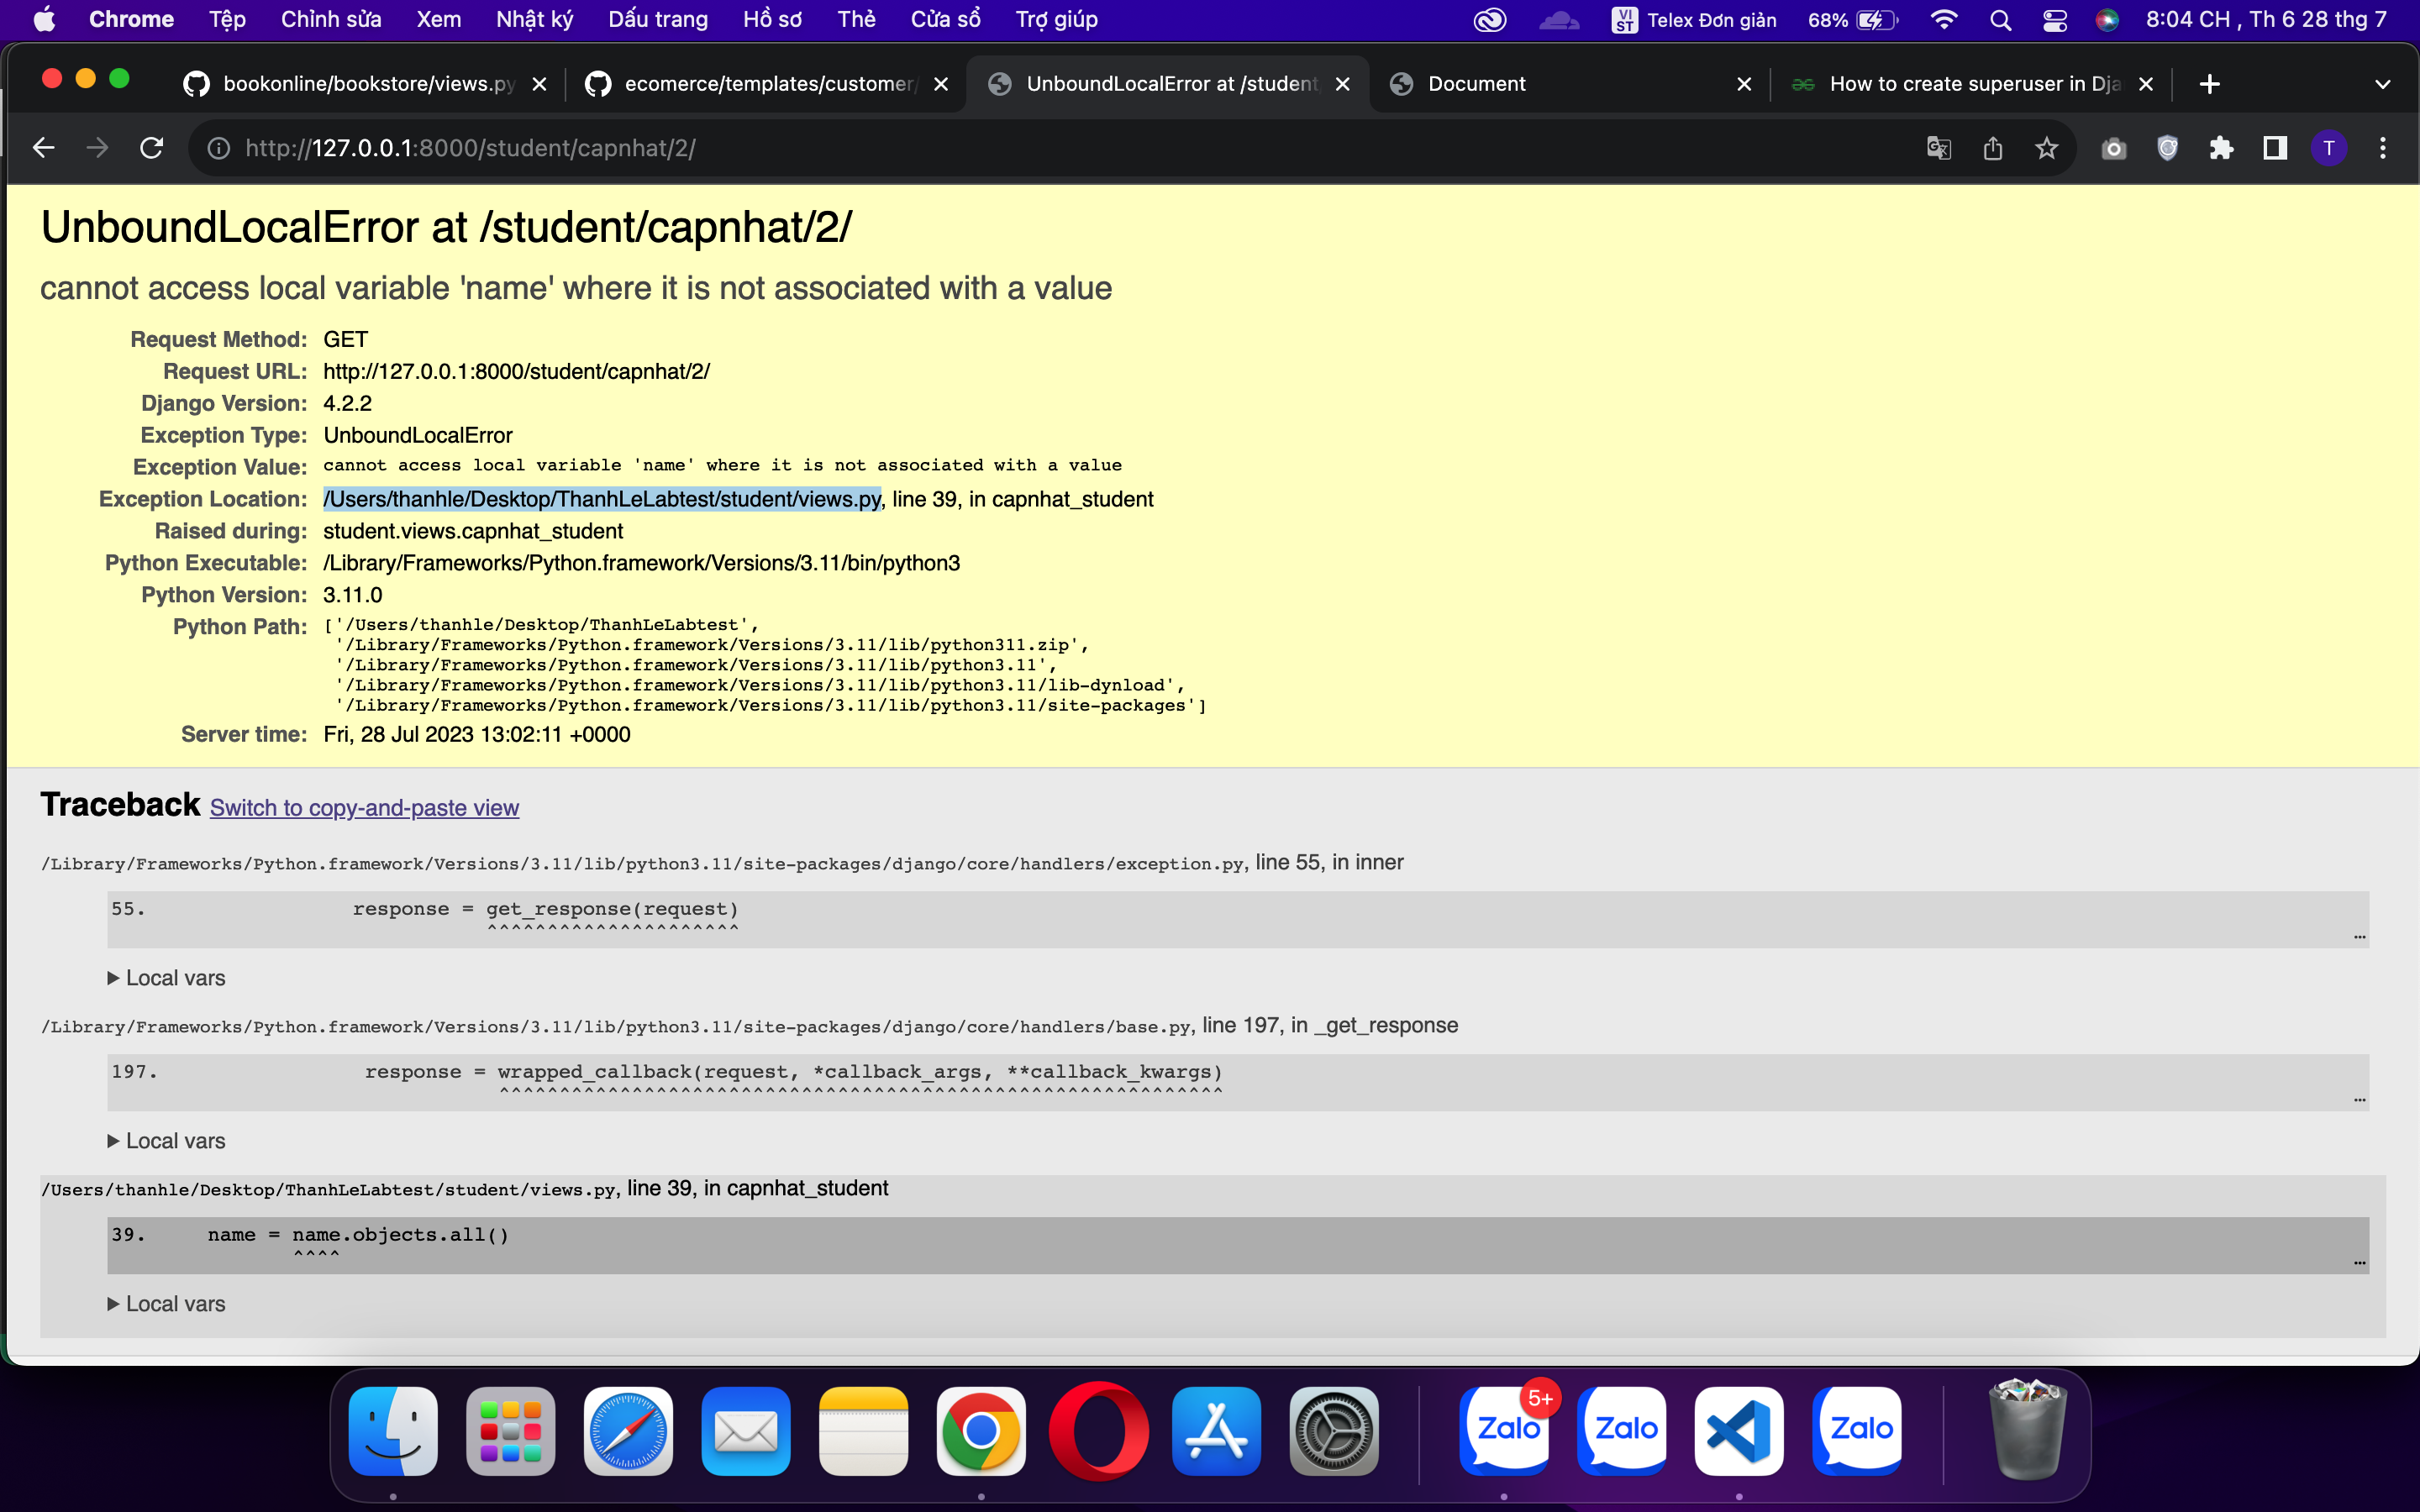 Chrome Tệp Chỉnh sửa Xem Nhật ký Dấu trang Hồ sơ Thẻ Cửa sổ Trợ giúp VI ST Telex Đơn giản 68% 8:04 CH , Th 6 28 thg 7
bookonline/bookstore/views.py ecomerce/templates/customer/ UnboundLocalError at /student/ Document How to create superuser in Dja
http://127.0.0.1:8000/student/capnhat/2/ T
UnboundLocalError at /student/capnhat/2/
cannot access local variable 'name' where it is not associated with a value
Request Method: GET
Request URL: http://127.0.0.1:8000/student/capnhat/2/
Django Version: 4.2.2
Exception Type: UnboundLocalError
Exception Value: cannot access local variable 'name' where it is not associated with a value
Exception Location: /Users/thanhle/Desktop/ThanhLeLabtest/student/views.py, line 39, in capnhat_student
Raised during: student.views.capnhat_student
Python Executable: /Library/Frameworks/Python.framework/Versions/3.11/bin/python3
Python Version: 3.11.0
Python Path: ['/Users/thanhle/Desktop/ThanhLeLabtest',
'/Library/Frameworks/Python.framework/Versions/3.11/lib/python311.zip',
'/Library/Frameworks/Python.framework/Versions/3.11/lib/python3.11',
'/Library/Frameworks/Python.framework/Versions/3.11/lib/python3.11/lib-dynload',
'/Library/Frameworks/Python.framework/Versions/3.11/lib/python3.11/site-packages']
Server time: Fri, 28 Jul 2023 13:02:11 +0000
Traceback Switch to copy-and-paste view
/Library/Frameworks/Python.framework/Versions/3.11/lib/python3.11/site-packages/django/core/handlers/exception.py, line 55, in inner
55. response = get_response(request)
^^^^^^^^^^^^^^^^^^^^^
…
Local vars
/Library/Frameworks/Python.framework/Versions/3.11/lib/python3.11/site-packages/django/core/handlers/base.py, line 197, in _get_response
197. response = wrapped_callback(request, *callback_args, **callback_kwargs)
^^^^^^^^^^^^^^^^^^^^^^^^^^^^^^^^^^^^^^^^^^^^^^^^^^^^^^^^^^^^
…
Local vars
/Users/thanhle/Desktop/ThanhLeLabtest/student/views.py, line 39, in capnhat_student
39. name = name.objects.all()
^^^^
…
Local vars
Zalo 5+ Zalo Zalo